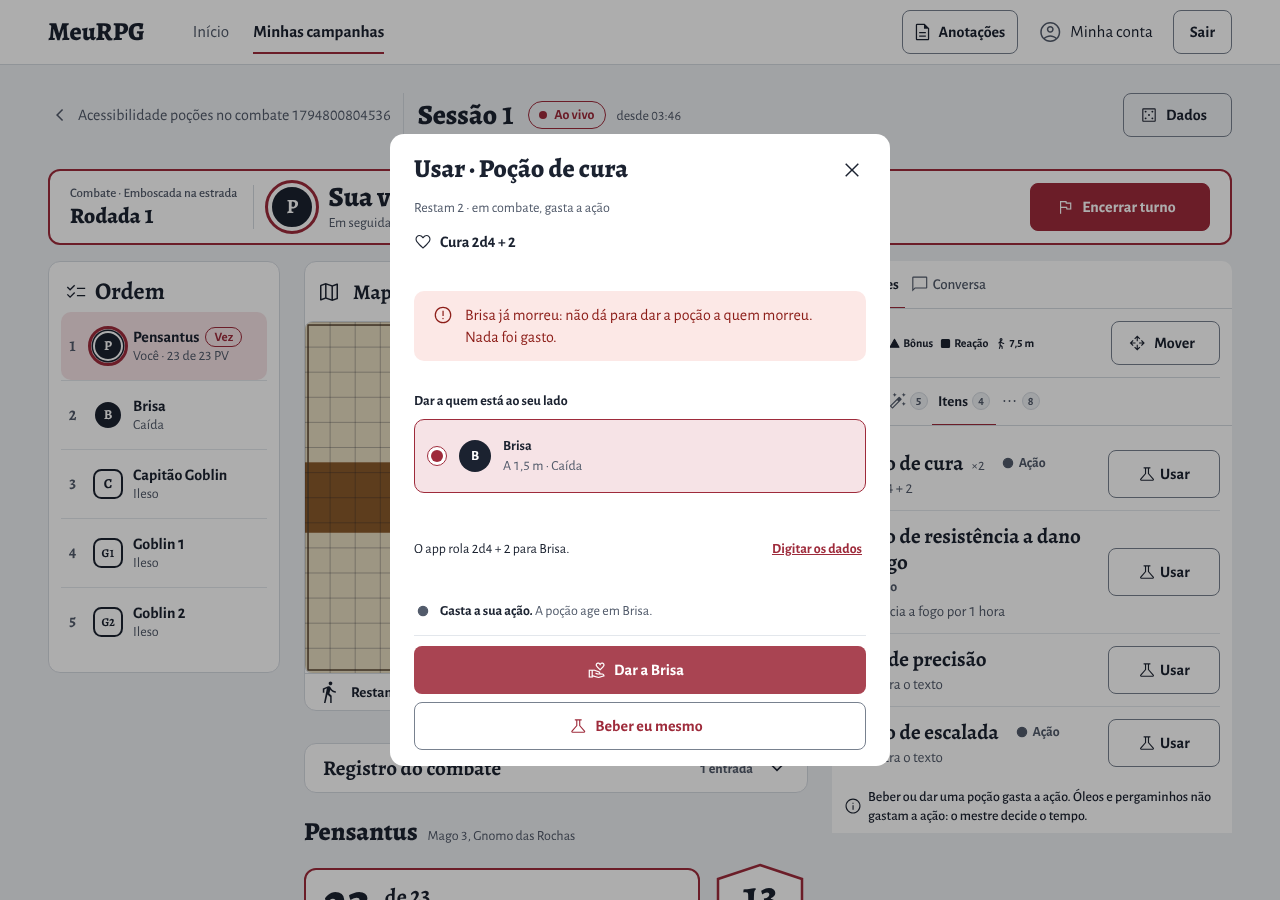 MeuRPG
Início
Minhas campanhas
Anotações
Minha conta
Sair
Acessibilidade poções no combate 1794800804536
Sessão 1
Ao vivo
desde 03:46
Dados
Combate · Emboscada na estrada
Rodada 1
P
Sua v
Em seguida
Encerrar turno
Ordem
1
P
Pensantus
Vez
Você · 23 de 23 PV
2
B
Brisa
Caída
3
C
Capitão Goblin
Ileso
4
G1
Goblin 1
Ileso
5
G2
Goblin 2
Ileso
Restan
Registro do combate
1 entrada
Pensantus
Mago 3, Gnomo das Rochas
de 23
13
Usar · Poção de cura
Restam 2 · em combate, gasta a ação
Cura 2d4 + 2
Brisa já morreu: não dá para dar a poção a quem morreu.
Nada foi gasto.
Dar a quem está ao seu lado
B
Brisa
A 1,5 m · Caída
O app rola 2d4 + 2 para Brisa.
Digitar os dados
Gasta a sua ação. A poção age em Brisa.
Dar a Brisa
Beber eu mesmo
Conversa
Bônus
Reação
7,5 m
Mover
5
Itens
4
8
de cura
×2
Ação
+ 2
Usar
de resistência a dano
Usar
a fogo por 1 hora
de precisão
o texto
Usar
de escalada
Ação
o texto
Usar
Beber ou dar uma poção gasta a ação. Óleos e pergaminhos não
gastam a ação: o mestre decide o tempo.